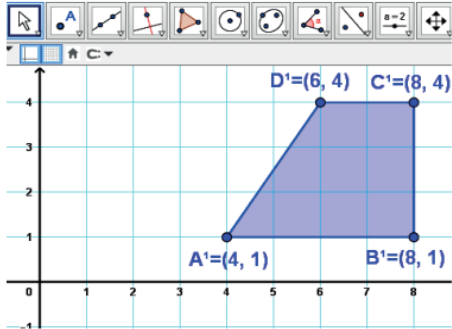 A
α
a=2
D¹=(6, 4) C¹=(8, 4)
4
3
2
1
A¹=(4, 1) B¹=(8, 1)
0 1 2 3 4 5 6 7 8
-1